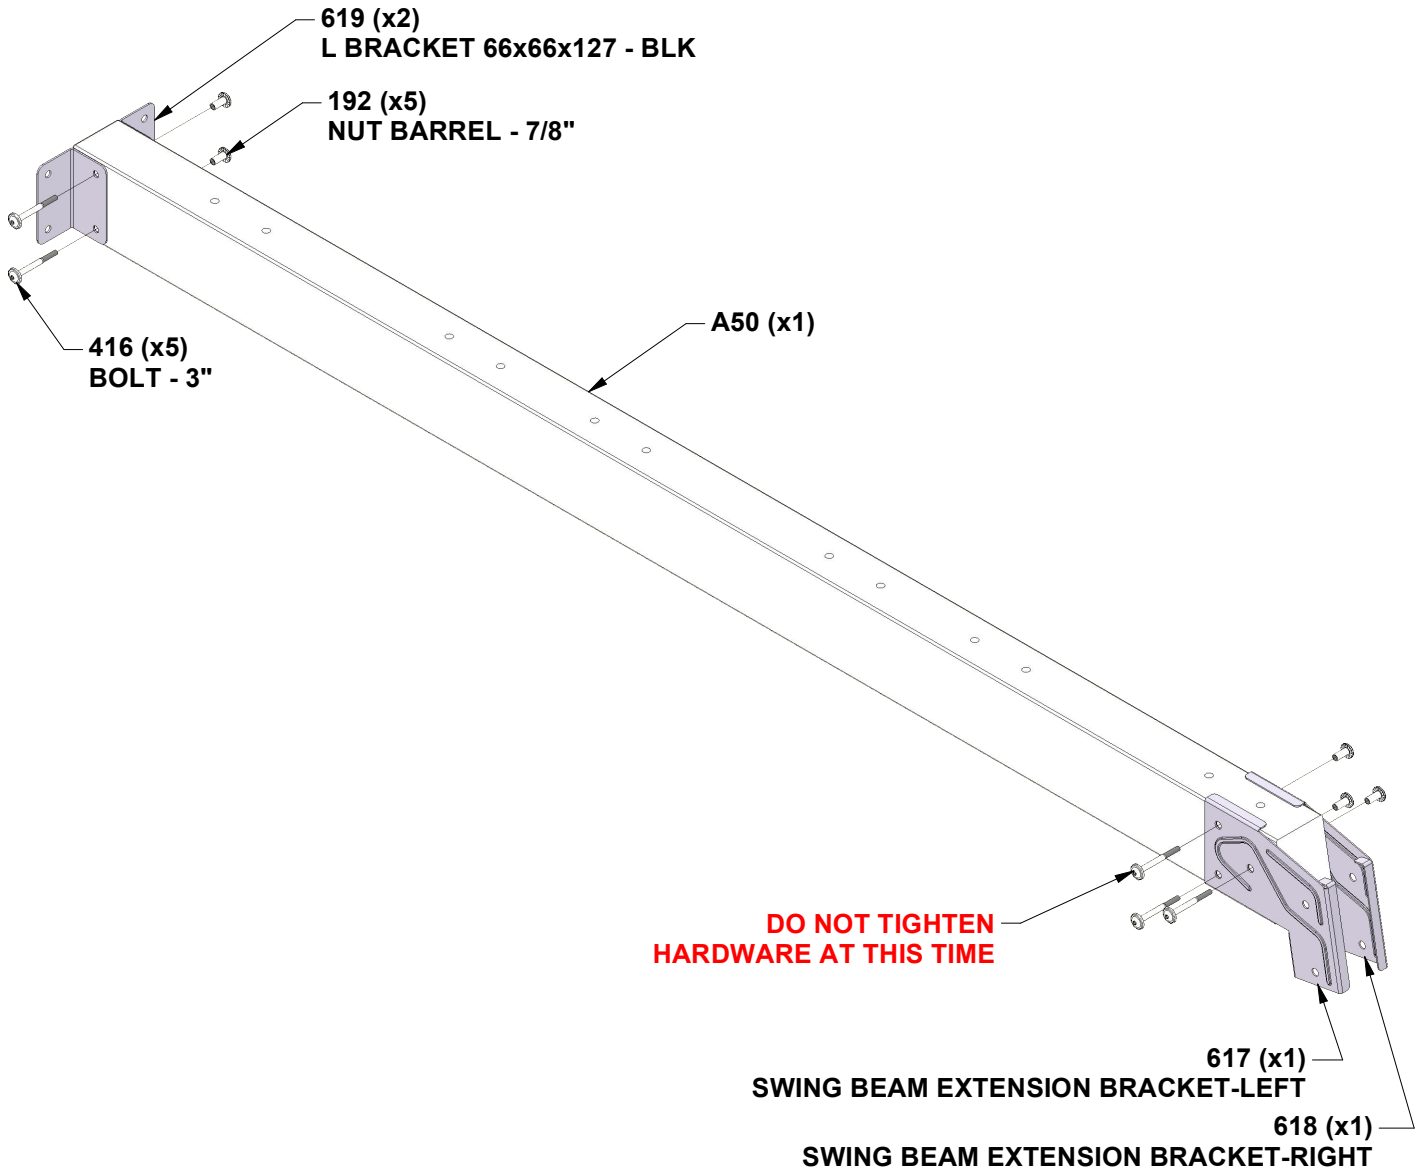 619 (x2)
L BRACKET 66x66x127 - BLK
192 (x5)
NUT BARREL - 7/8"
A50 (x1)
416 (x5)
BOLT - 3"
DO NOT TIGHTEN
HARDWARE AT THIS TIME
617 (x1)
SWING BEAM EXTENSION BRACKET-LEFT
618 (x1)
SWING BEAM EXTENSION BRACKET-RIGHT